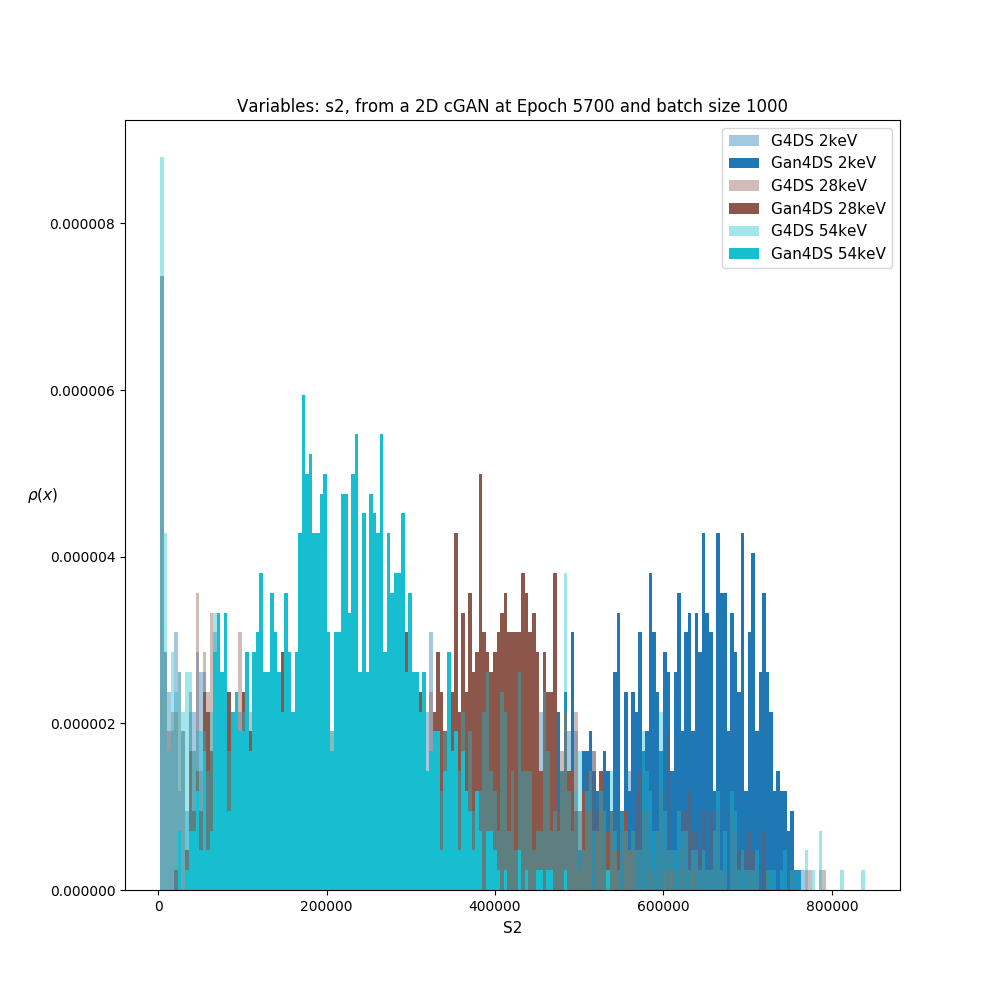 Variables: s2, from a 2D cGAN at Epoch 5700 and batch size 1000
G4DS 2keV
Gan4DS 2keV
G4DS 28keV
Gan4DS 28keV
G4DS 54keV
Gan4DS 54keV
0.000008
0.000006
ρ(x)
0.000004
0.000002
0.000000
0
200000
400000
600000
800000
S2